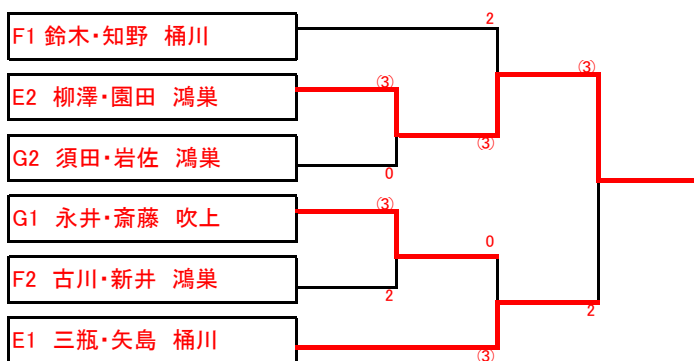 F1 鈴木・知野 桶川
2
E2 柳澤・園田 鴻巣
③
③
③
G2 須田・岩佐 鴻巣
0
G1 永井・斎藤 吹上
③
0
F2 古川・新井 鴻巣
2
2
E1 三瓶・矢島 桶川
③